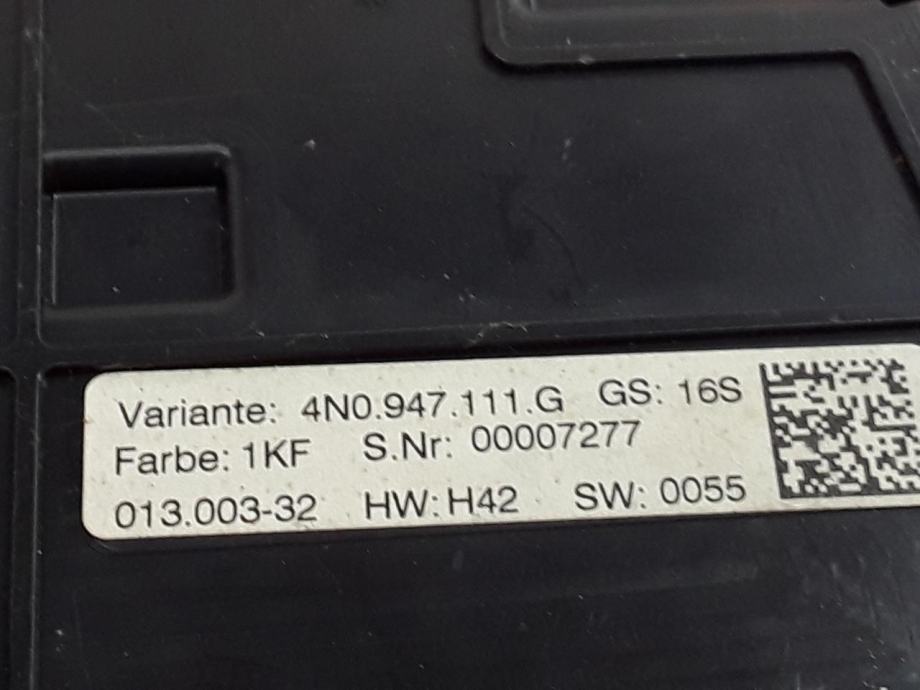 Variante: 4N0.947.111.G GS: 16S
Farbe: 1KF S.Nr: 00007277
013.003-32 HW: H42 SW: 0055